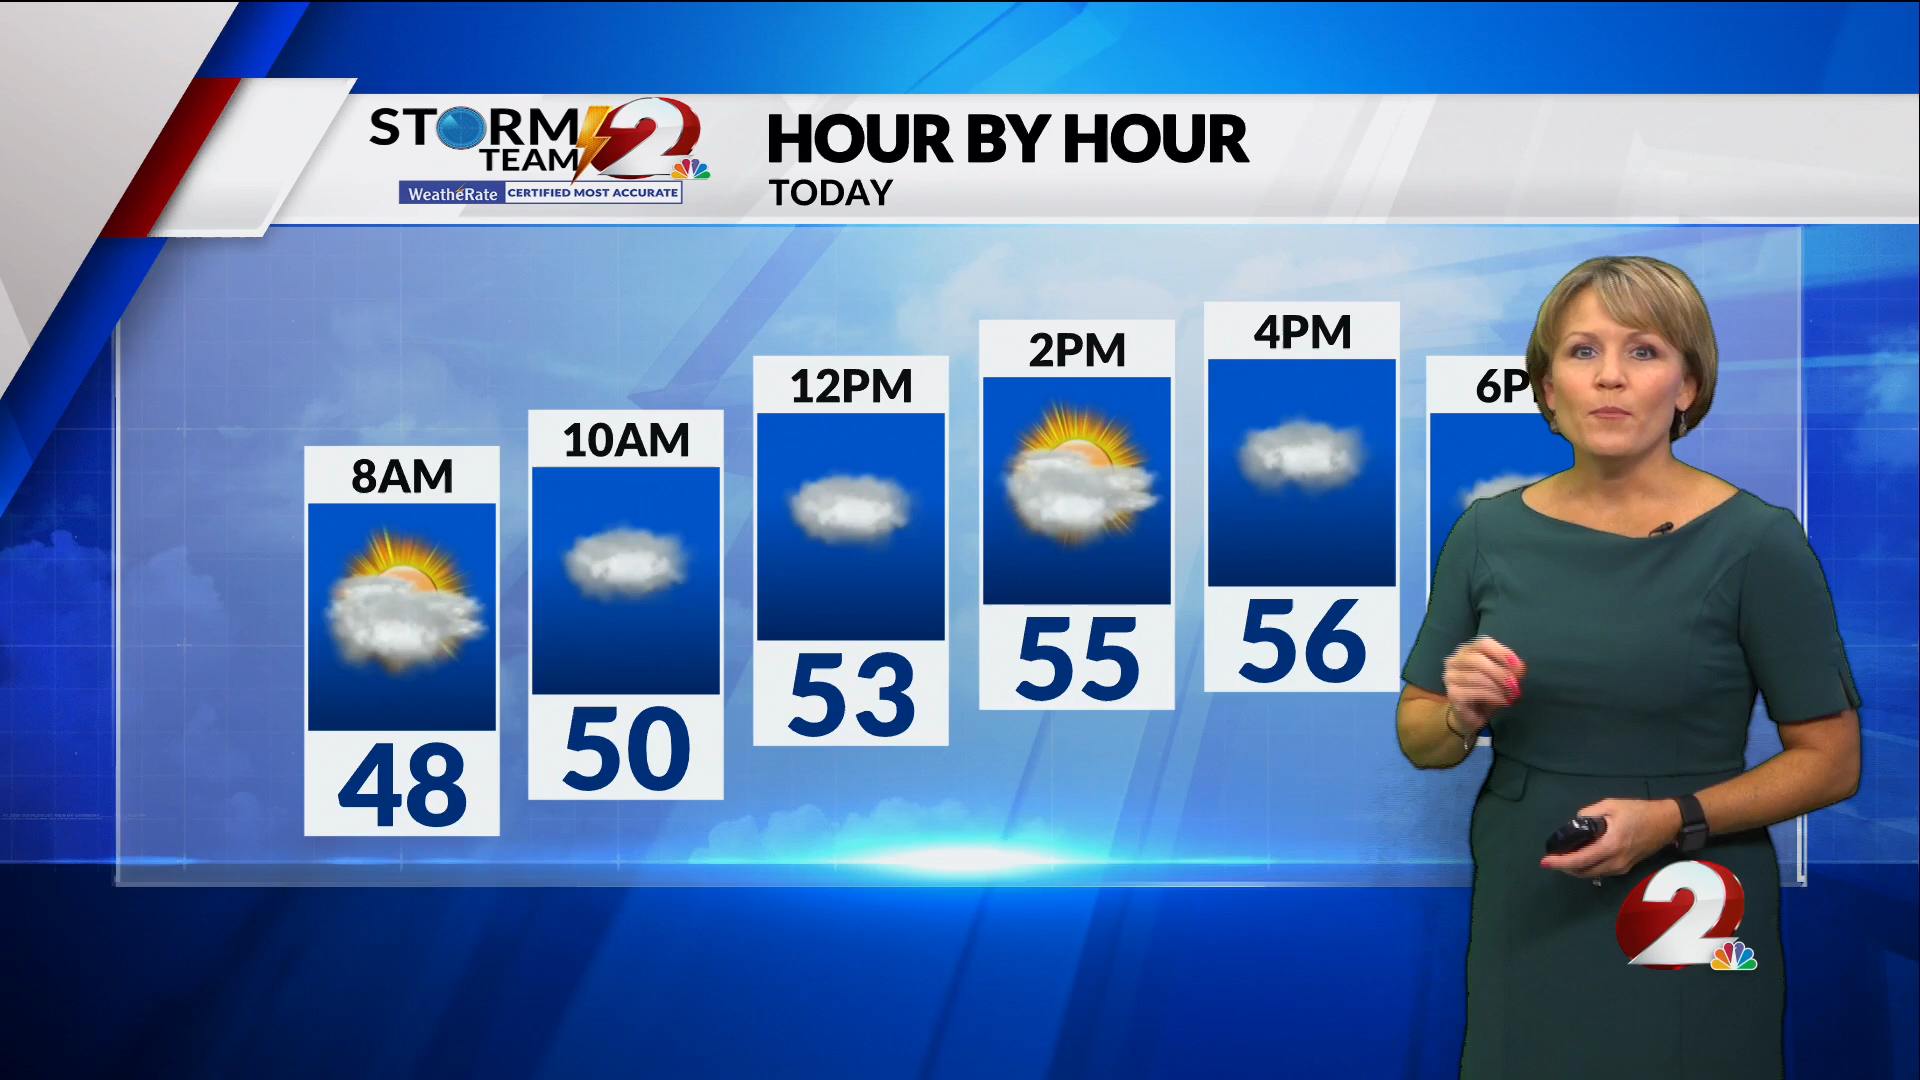 STORM
TEAM 2
WeatheRate CERTIFIED MOST ACCURATE
HOUR BY HOUR
TODAY
8AM
48
10AM
50
12PM
53
2PM
55
4PM
56
6P
2